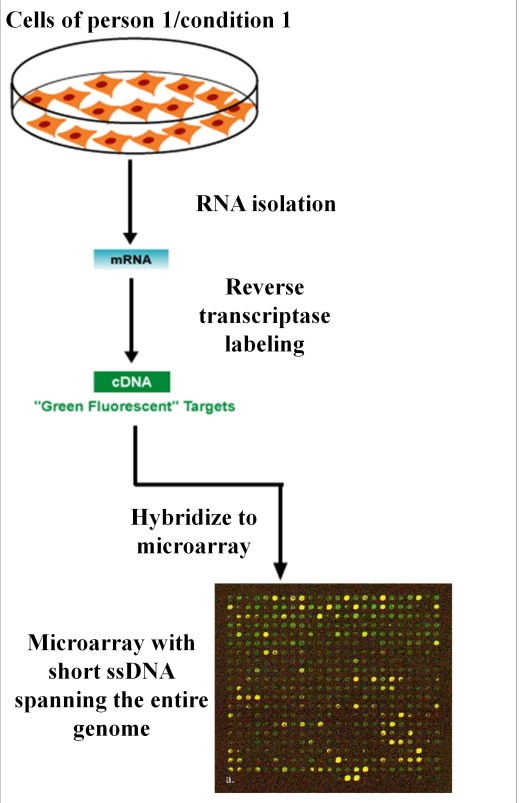 Cells of person 1/condition 1
RNA isolation
mRNA
Reverse
transcriptase
labeling
cDNA
"Green Fluorescent" Targets
Hybridize to
microarray
Microarray with
short ssDNA
spanning the entire
genome
a.